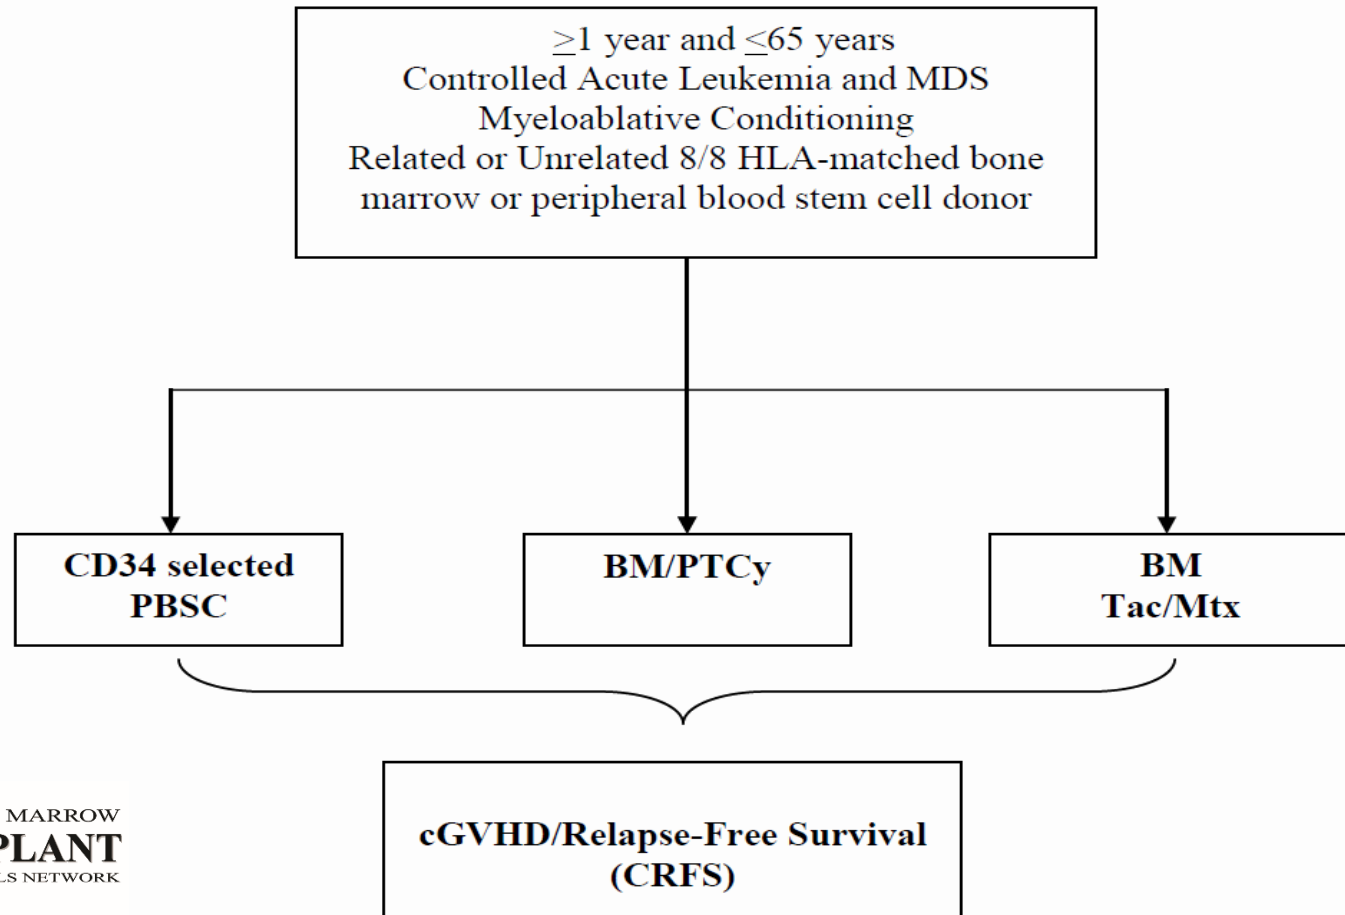 ≥1 year and ≤65 years
Controlled Acute Leukemia and MDS
Myeloablative Conditioning
Related or Unrelated 8/8 HLA-matched bone
marrow or peripheral blood stem cell donor
CD34 selected
PBSC
BM/PTCy
BM
Tac/Mtx
cGVHD/Relapse-Free Survival
(CRFS)
MARROW
PLANT
LS NETWORK